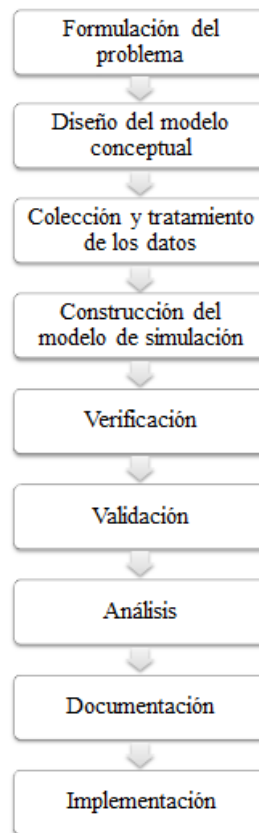 Formulación del
problema
Diseño del modelo
conceptual
Colección y tratamiento
de los datos
Construcción del
modelo de simulación
Verificación
Validación
Análisis
Documentación
Implementación